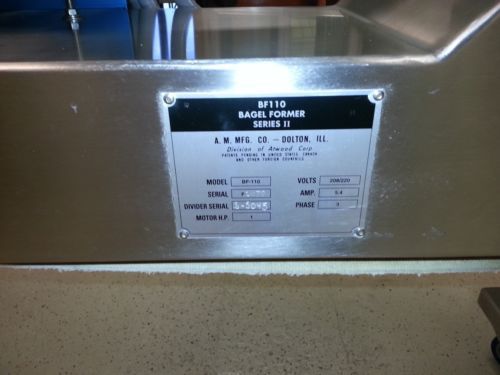 BF110
BAGEL FORMER
SERIES II
A. M. MFG. CO. — DOLTON, ILL.
Division of Atwood Corp
PATENTS PENDING IN UNITED STATES, CANADA
AND OTHER FOREIGN COUNTRIES
MODEL BF-110 VOLTS 208/220
SERIAL AMP. 5.4
DIVIDER SERIAL PHASE 3
MOTOR H.P. 1